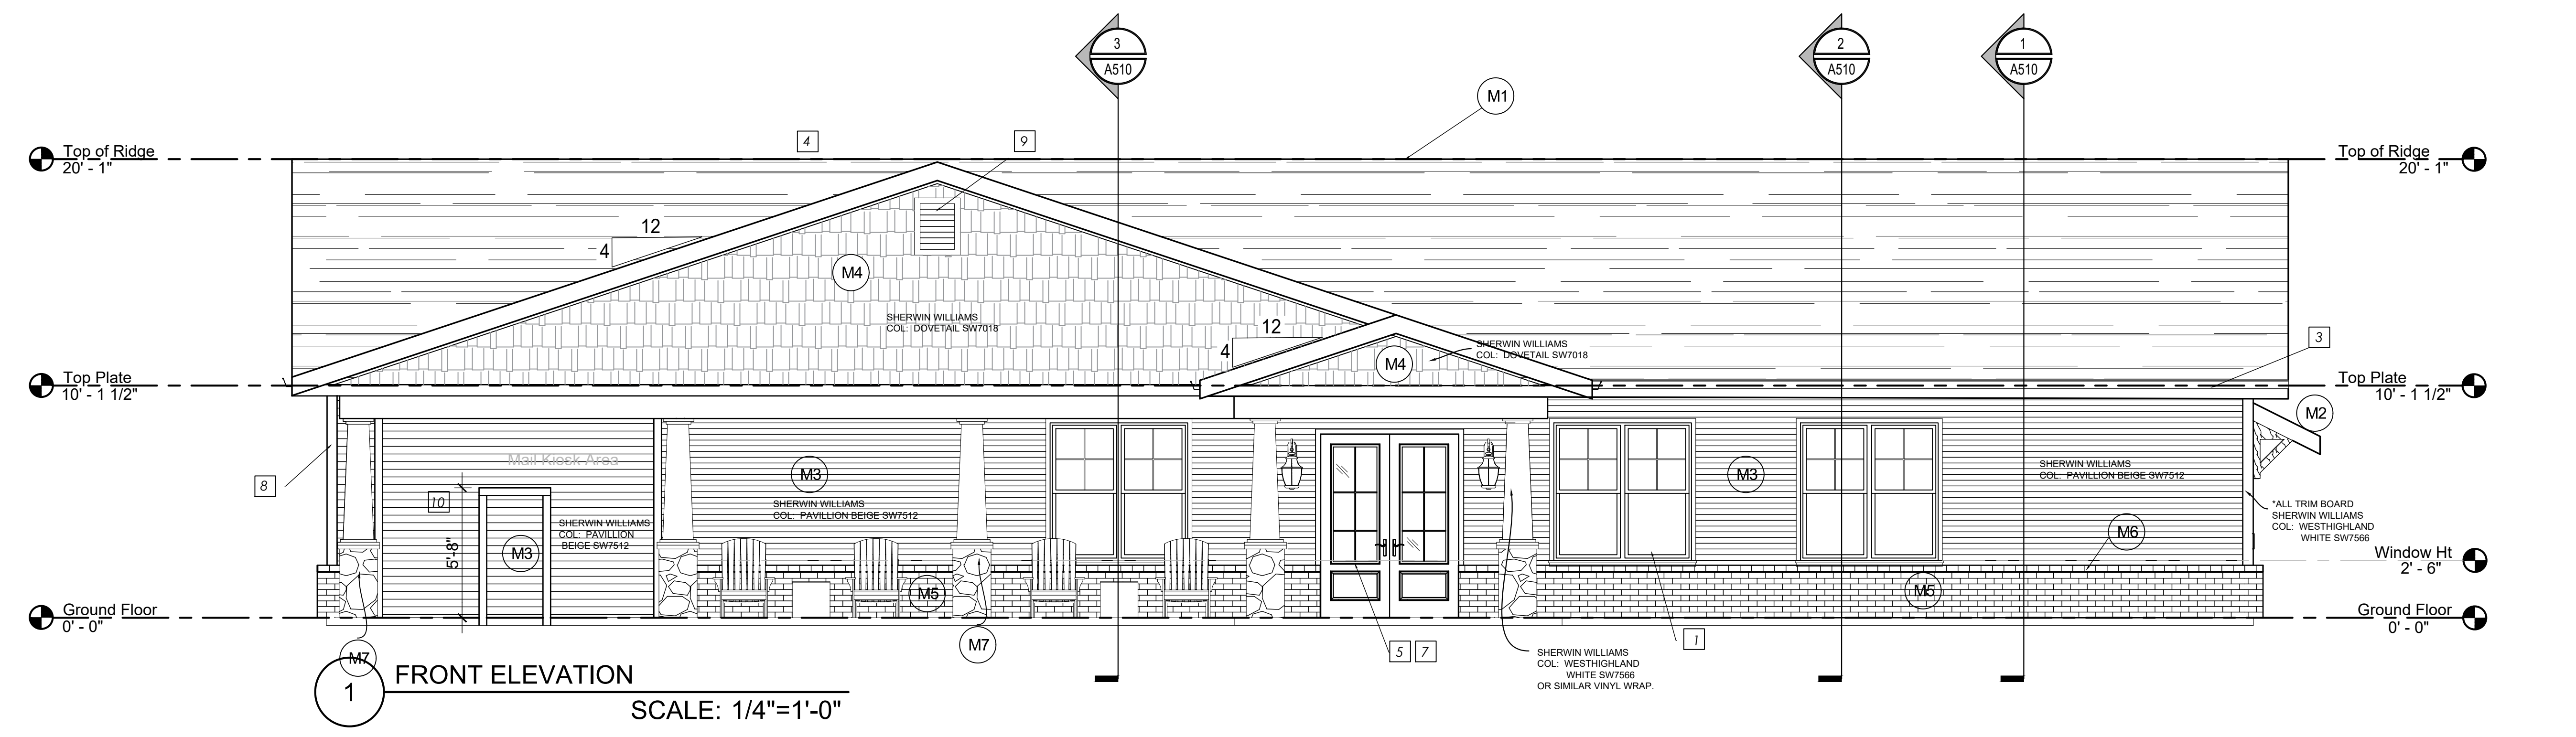 3
A510
2
A510
1
A510
M1
4
9
Top of Ridge
20' - 1"
Top of Ridge
20' - 1"
12
4
M4
SHERWIN WILLIAMS
COL: DOVETAIL SW7018
12
4
M4
SHERWIN WILLIAMS
COL: DOVETAIL SW7018
3
Top Plate
10' - 1 1/2"
Top Plate
10' - 1 1/2"
M2
Mail Kiosk Area
8
10
5'-8"
M3
SHERWIN WILLIAMS
COL: PAVILLION
BEIGE SW7512
M3
SHERWIN WILLIAMS
COL: PAVILLION BEIGE SW7512
M3
SHERWIN WILLIAMS
COL: PAVILLION BEIGE SW7512
*ALL TRIM BOARD
SHERWIN WILLIAMS
COL: WESTHIGHLAND
WHITE SW7566
M6
Window Ht
2' - 6"
M5
M5
Ground Floor
0' - 0"
Ground Floor
0' - 0"
M7
M7
5
7
1
SHERWIN WILLIAMS
COL: WESTHIGHLAND
WHITE SW7566
OR SIMILAR VINYL WRAP.
1
FRONT ELEVATION
SCALE: 1/4"=1'-0"